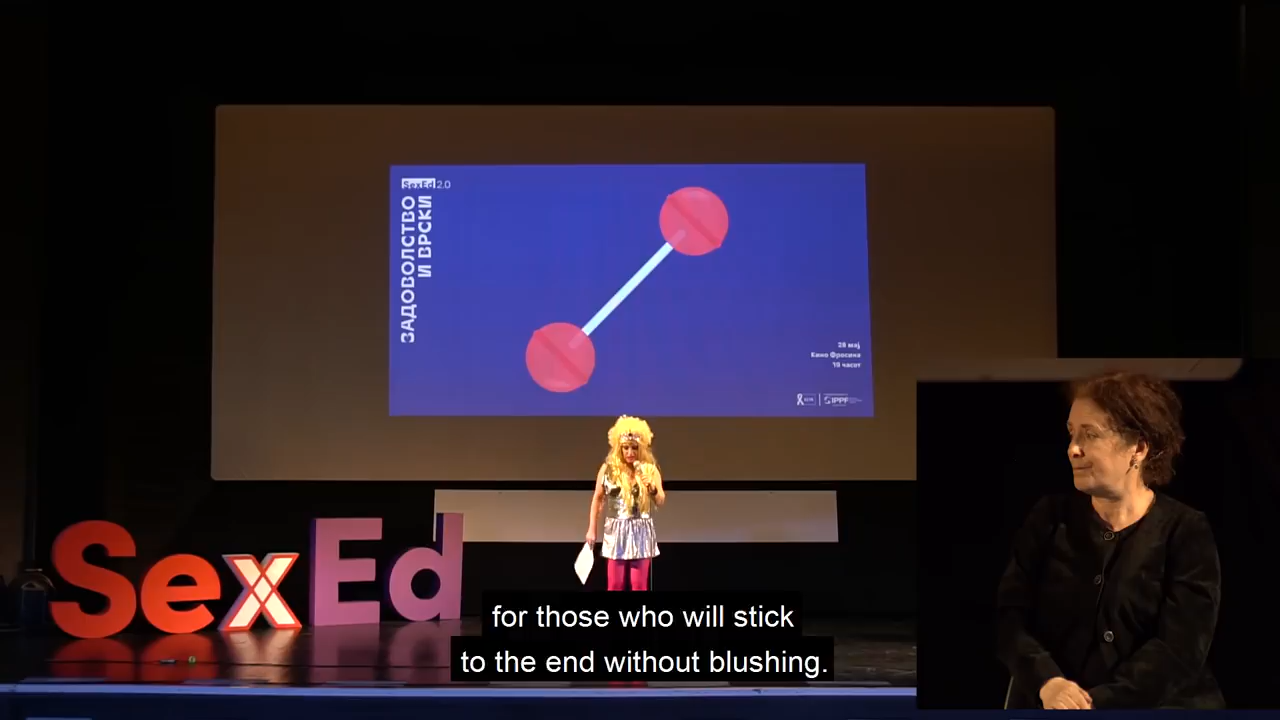 SexEd 2.0
ЗАДОВОЛСТВО
И ВРСКИ
28 мај
Кино Фросина
19 часот
IPPF
SexEd
for those who will stick
to the end without blushing.